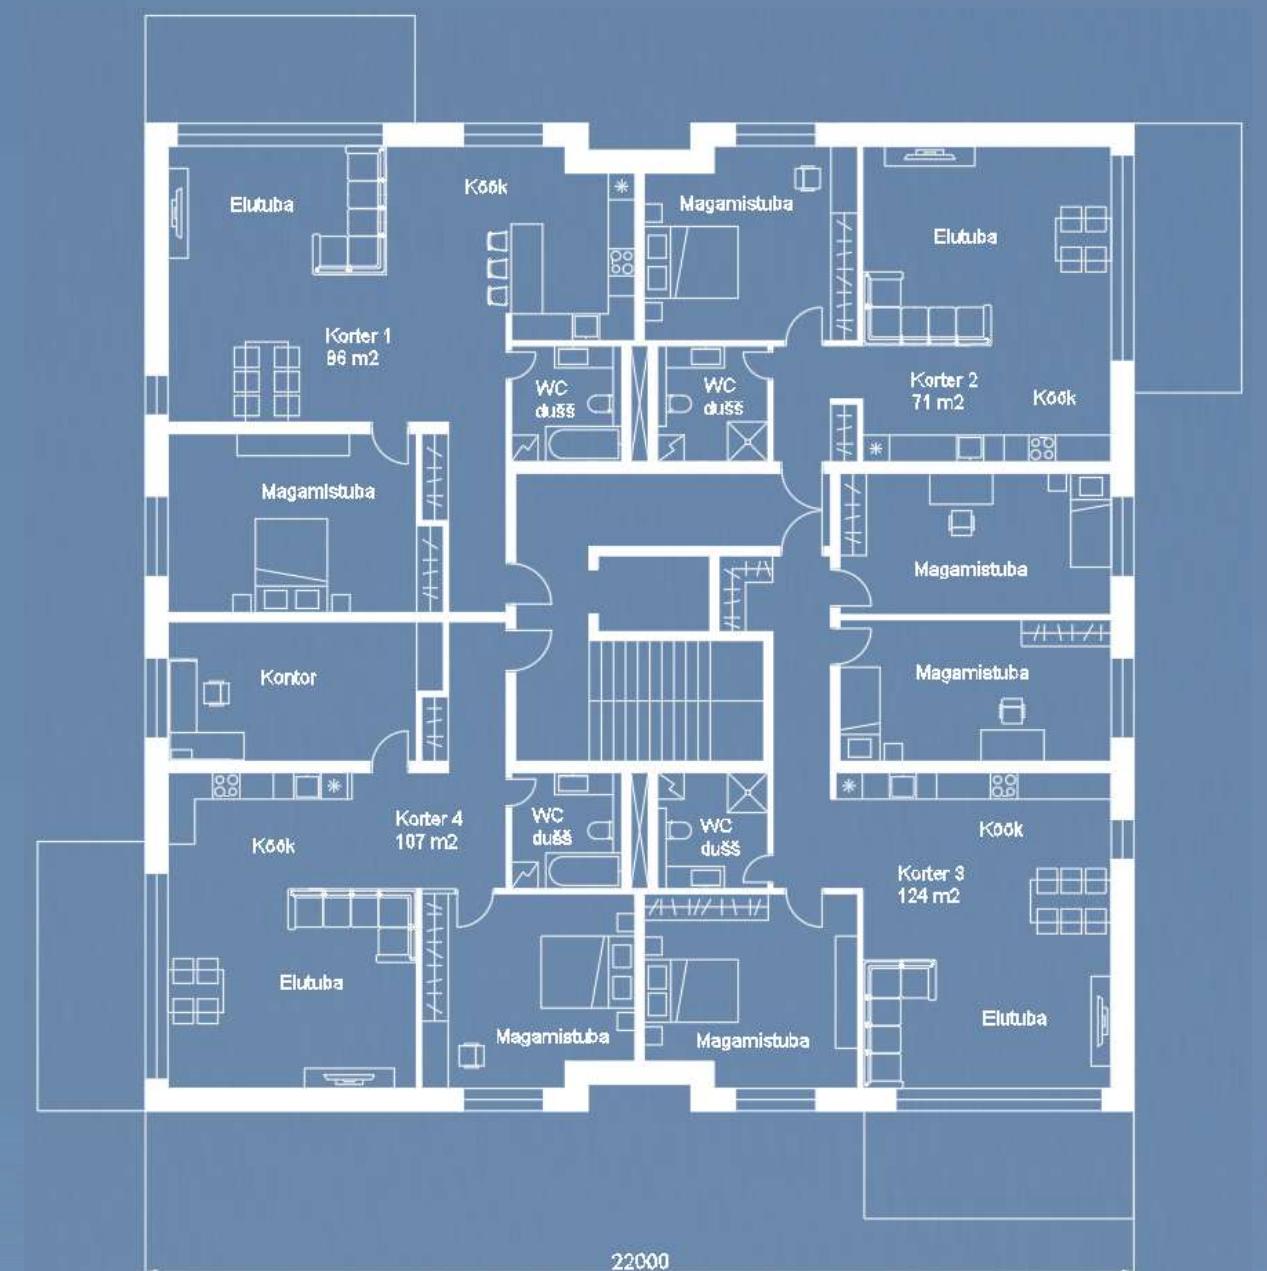 Elutuba
Köök
Magamistuba
Elutuba
Korter 1
96 m2
WC
dušš
WC
dušš
Korter 2
71 m2
Köök
Magamistuba
Magamistuba
Kontor
Magamistuba
Korter 4
107 m2
WC
dušš
WC
dušš
Köök
Köök
Korter 3
124 m2
Elutuba
Magamistuba
Magamistuba
Elutuba
22000